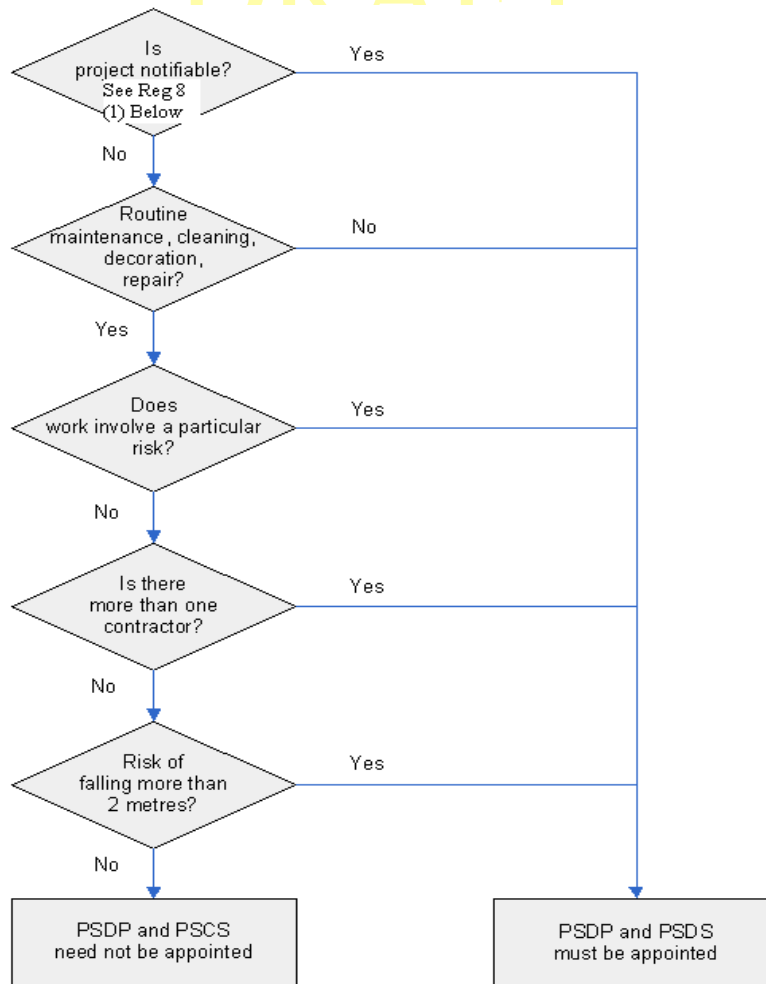 Is
project notifiable?
See Reg 8
(1) Below
Yes
No
Routine
maintenance, cleaning,
decoration,
repair?
No
Yes
Does
work involve a particular
risk?
Yes
No
Is there
more than one
contractor?
Yes
No
Risk of
falling more than
2 metres?
Yes
No
PSDP and PSCS
need not be appointed
PSDP and PSDS
must be appointed